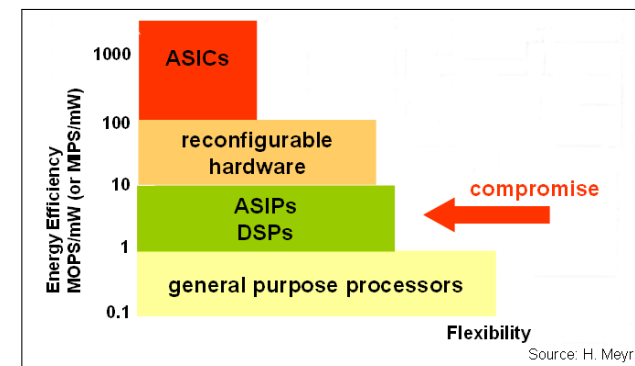 Energy Efficiency
MOPS/mW (or MIPS/mW)
1000
100
10
1
0.1
ASICs
reconfigurable
hardware
ASIPs
DSPs
general purpose processors
compromise
Flexibility
Source: H. Meyr